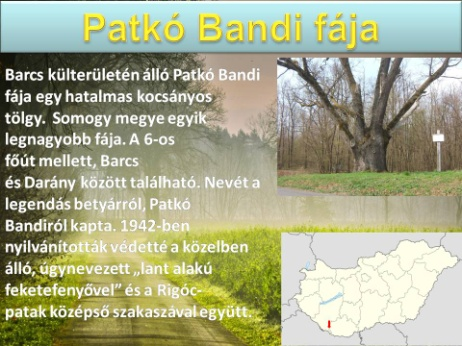 Patkó Bandi fája
Barcs külterületén álló Patkó Bandi
fája egy hatalmas kocsányos
tölgy. Somogy megye egyik
legnagyobb fája. A 6-os
főút mellett, Barcs
és Darány között található. Nevét a
legendás betyárról, Patkó
Bandiról kapta. 1942-ben
nyilvánították védetté a közelben
álló, úgynevezett „lant alakú
feketefenyővel” és a Rigóc-
patak középső szakaszával együtt.